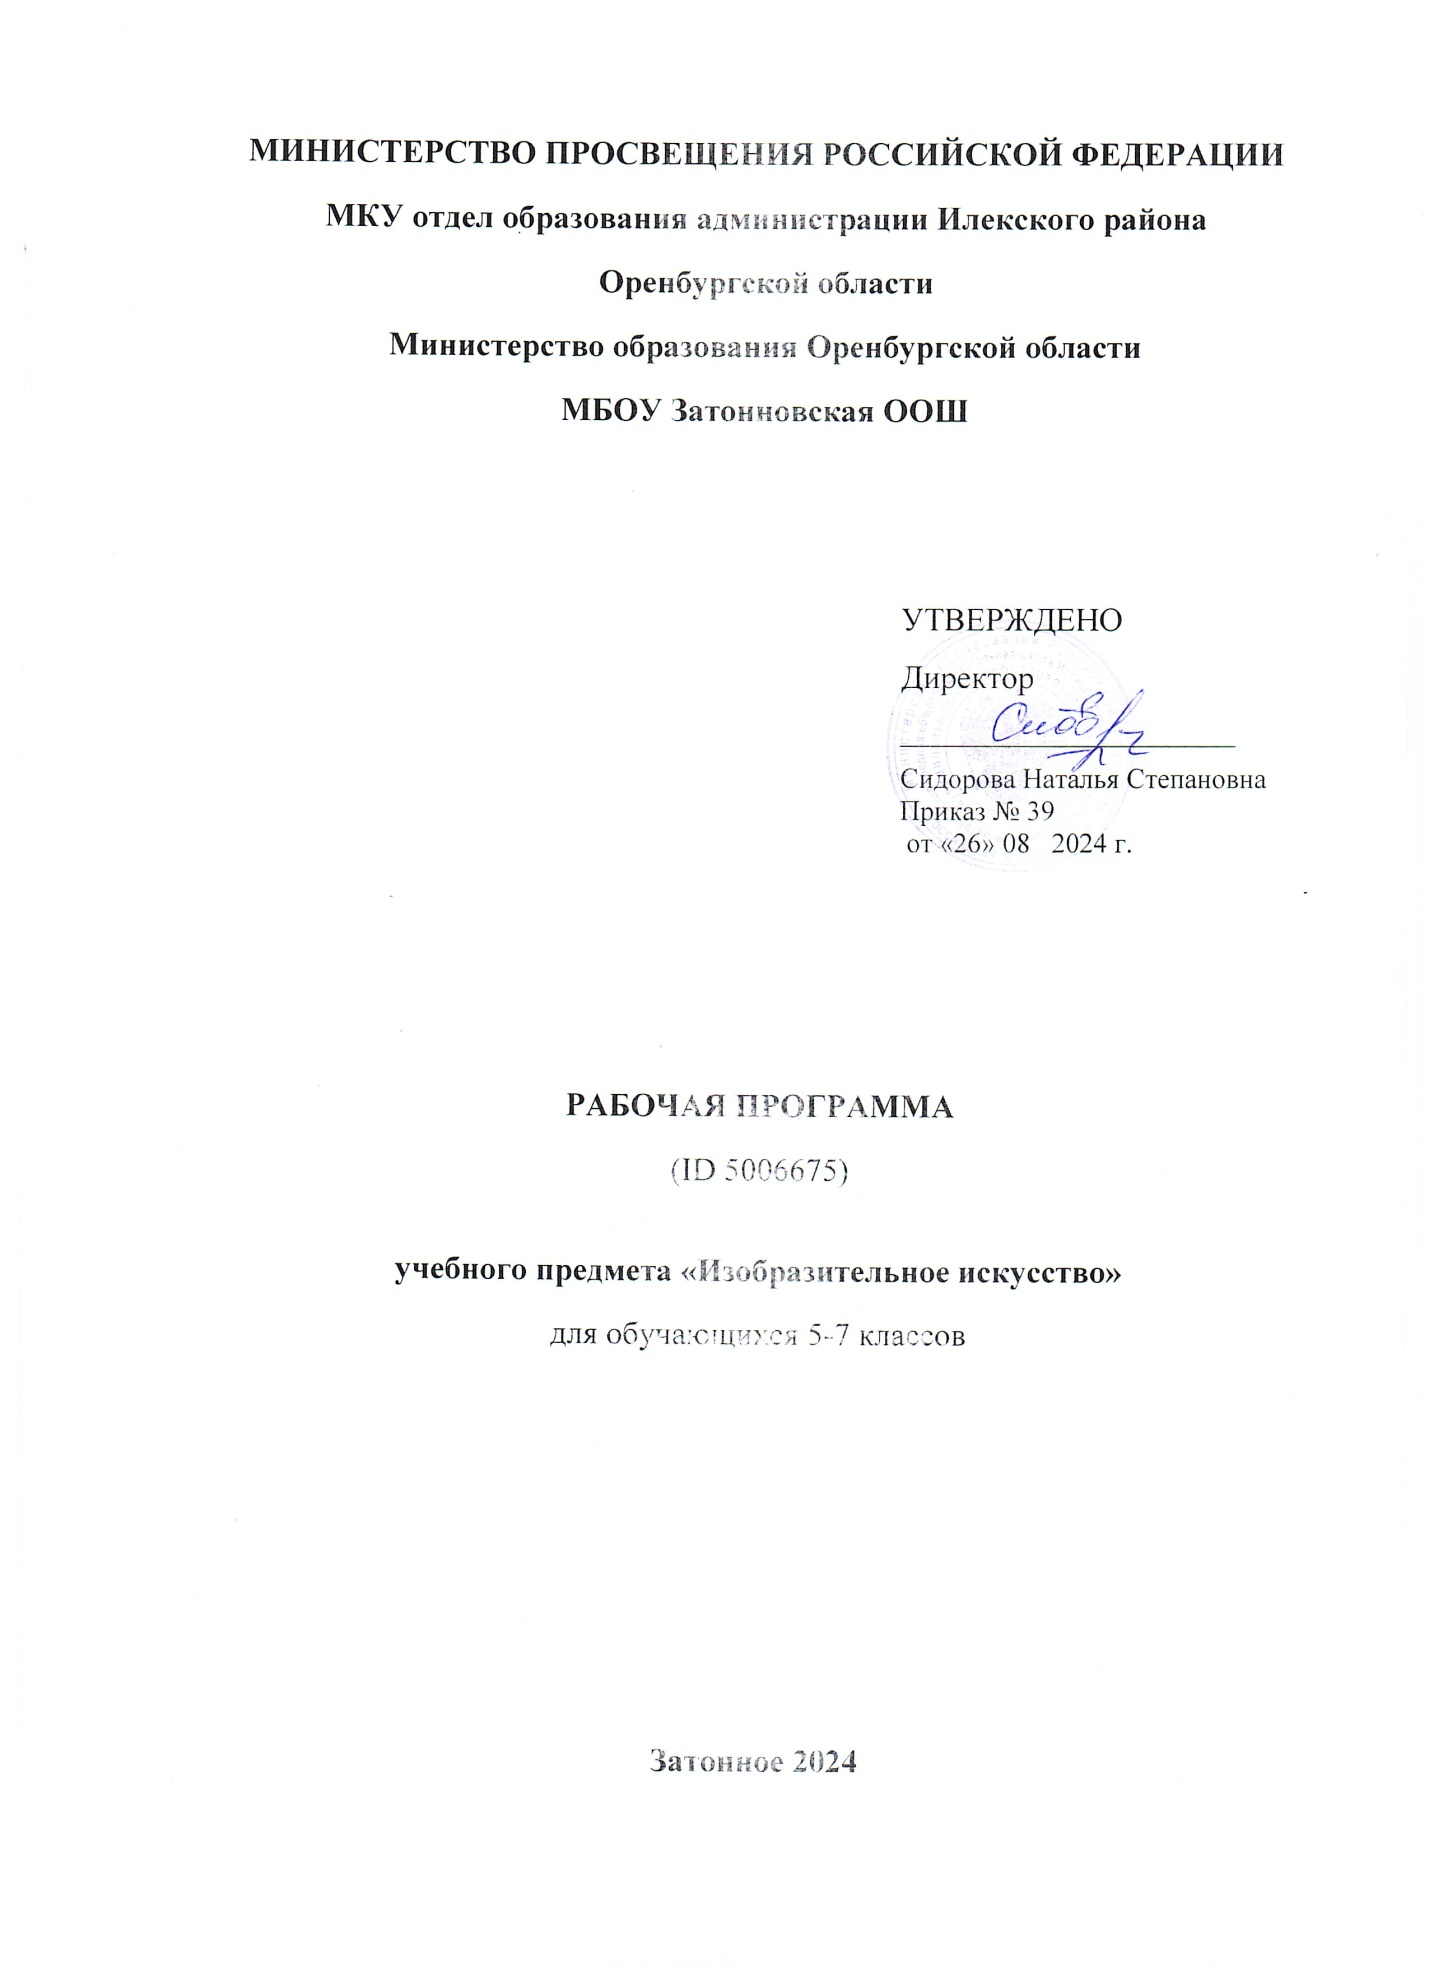 МИНИСТЕРСТВО ПРОСВЕЩЕНИЯ РОССИЙСКОЙ ФЕДЕРАЦИИ
МКУ отдел образования администрации Илекского района
Оренбургской области
Министерство образования Оренбургской области
МБОУ Затонновская ООШ
УТВЕРЖДЕНО
Директор
Сидорова Наталья Степановна
Приказ № 39
от «26» 08 2024 г.
РАБОЧАЯ ПРОГРАММА
(ID 5006675)
учебного предмета «Изобразительное искусство»
для обучающихся 5-7 классов
Затонное 2024